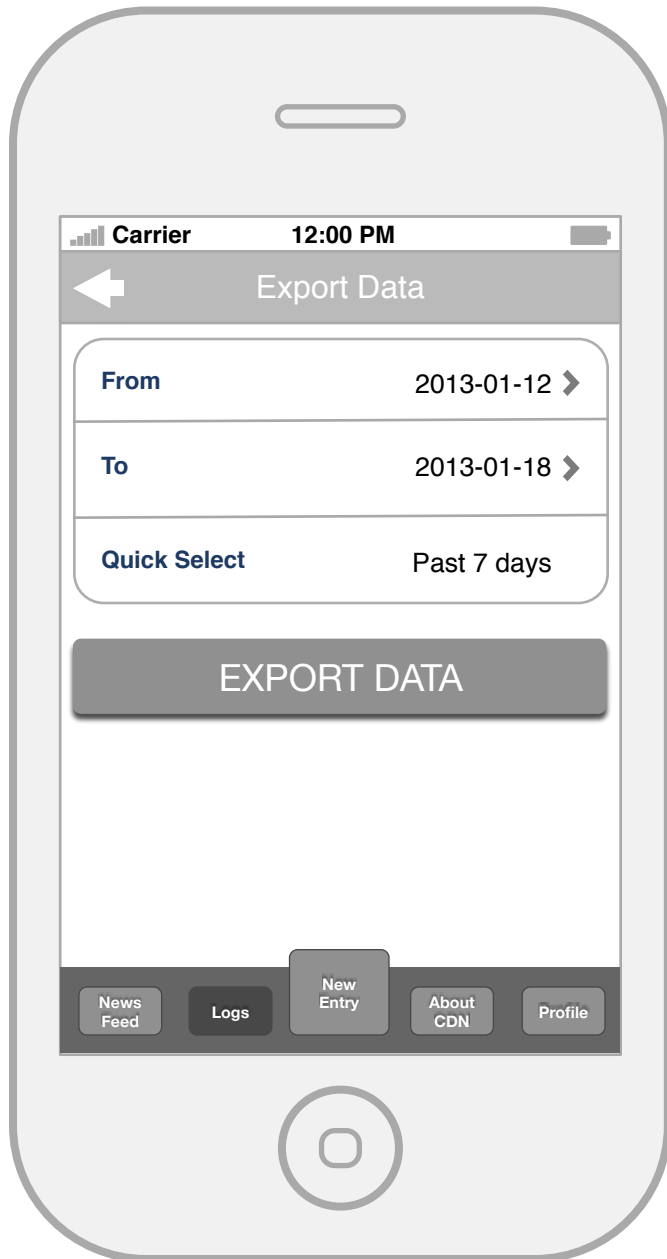 Carrier 12:00 PM
Export Data
From 2013-01-12
To 2013-01-18
Quick Select Past 7 days
EXPORT DATA
News Feed
Logs
New Entry
About CDN
Profile